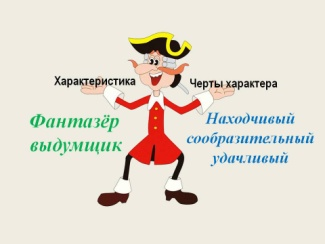 Характеристика
Фантазёр
выдумщик
Черты характера
Находчивый
сообразительный
удачливый